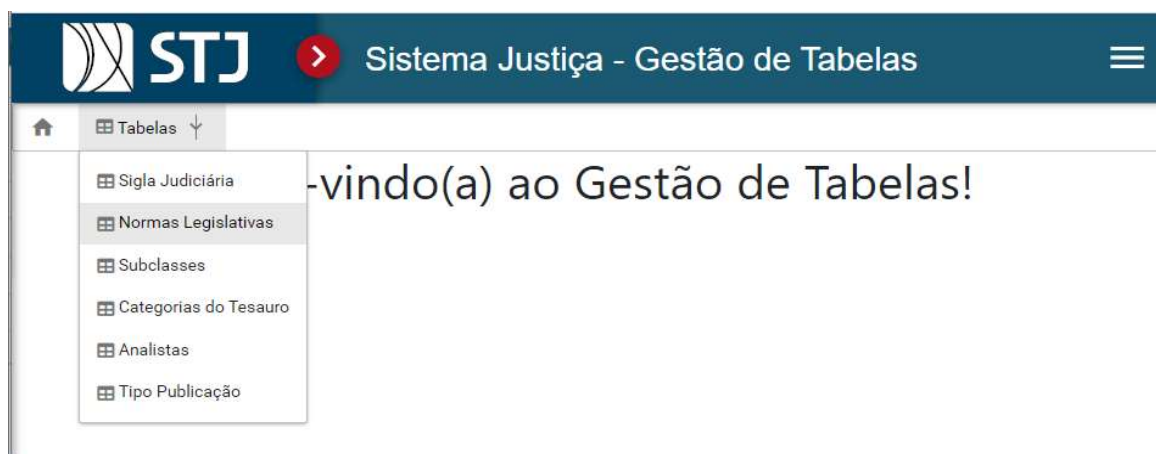 STJ
Sistema Justiça - Gestão de Tabelas
Tabelas
-vindo(a) ao Gestão de Tabelas!
Sigla Judiciária
Normas Legislativas
Subclasses
Categorias do Tesauro
Analistas
Tipo Publicação